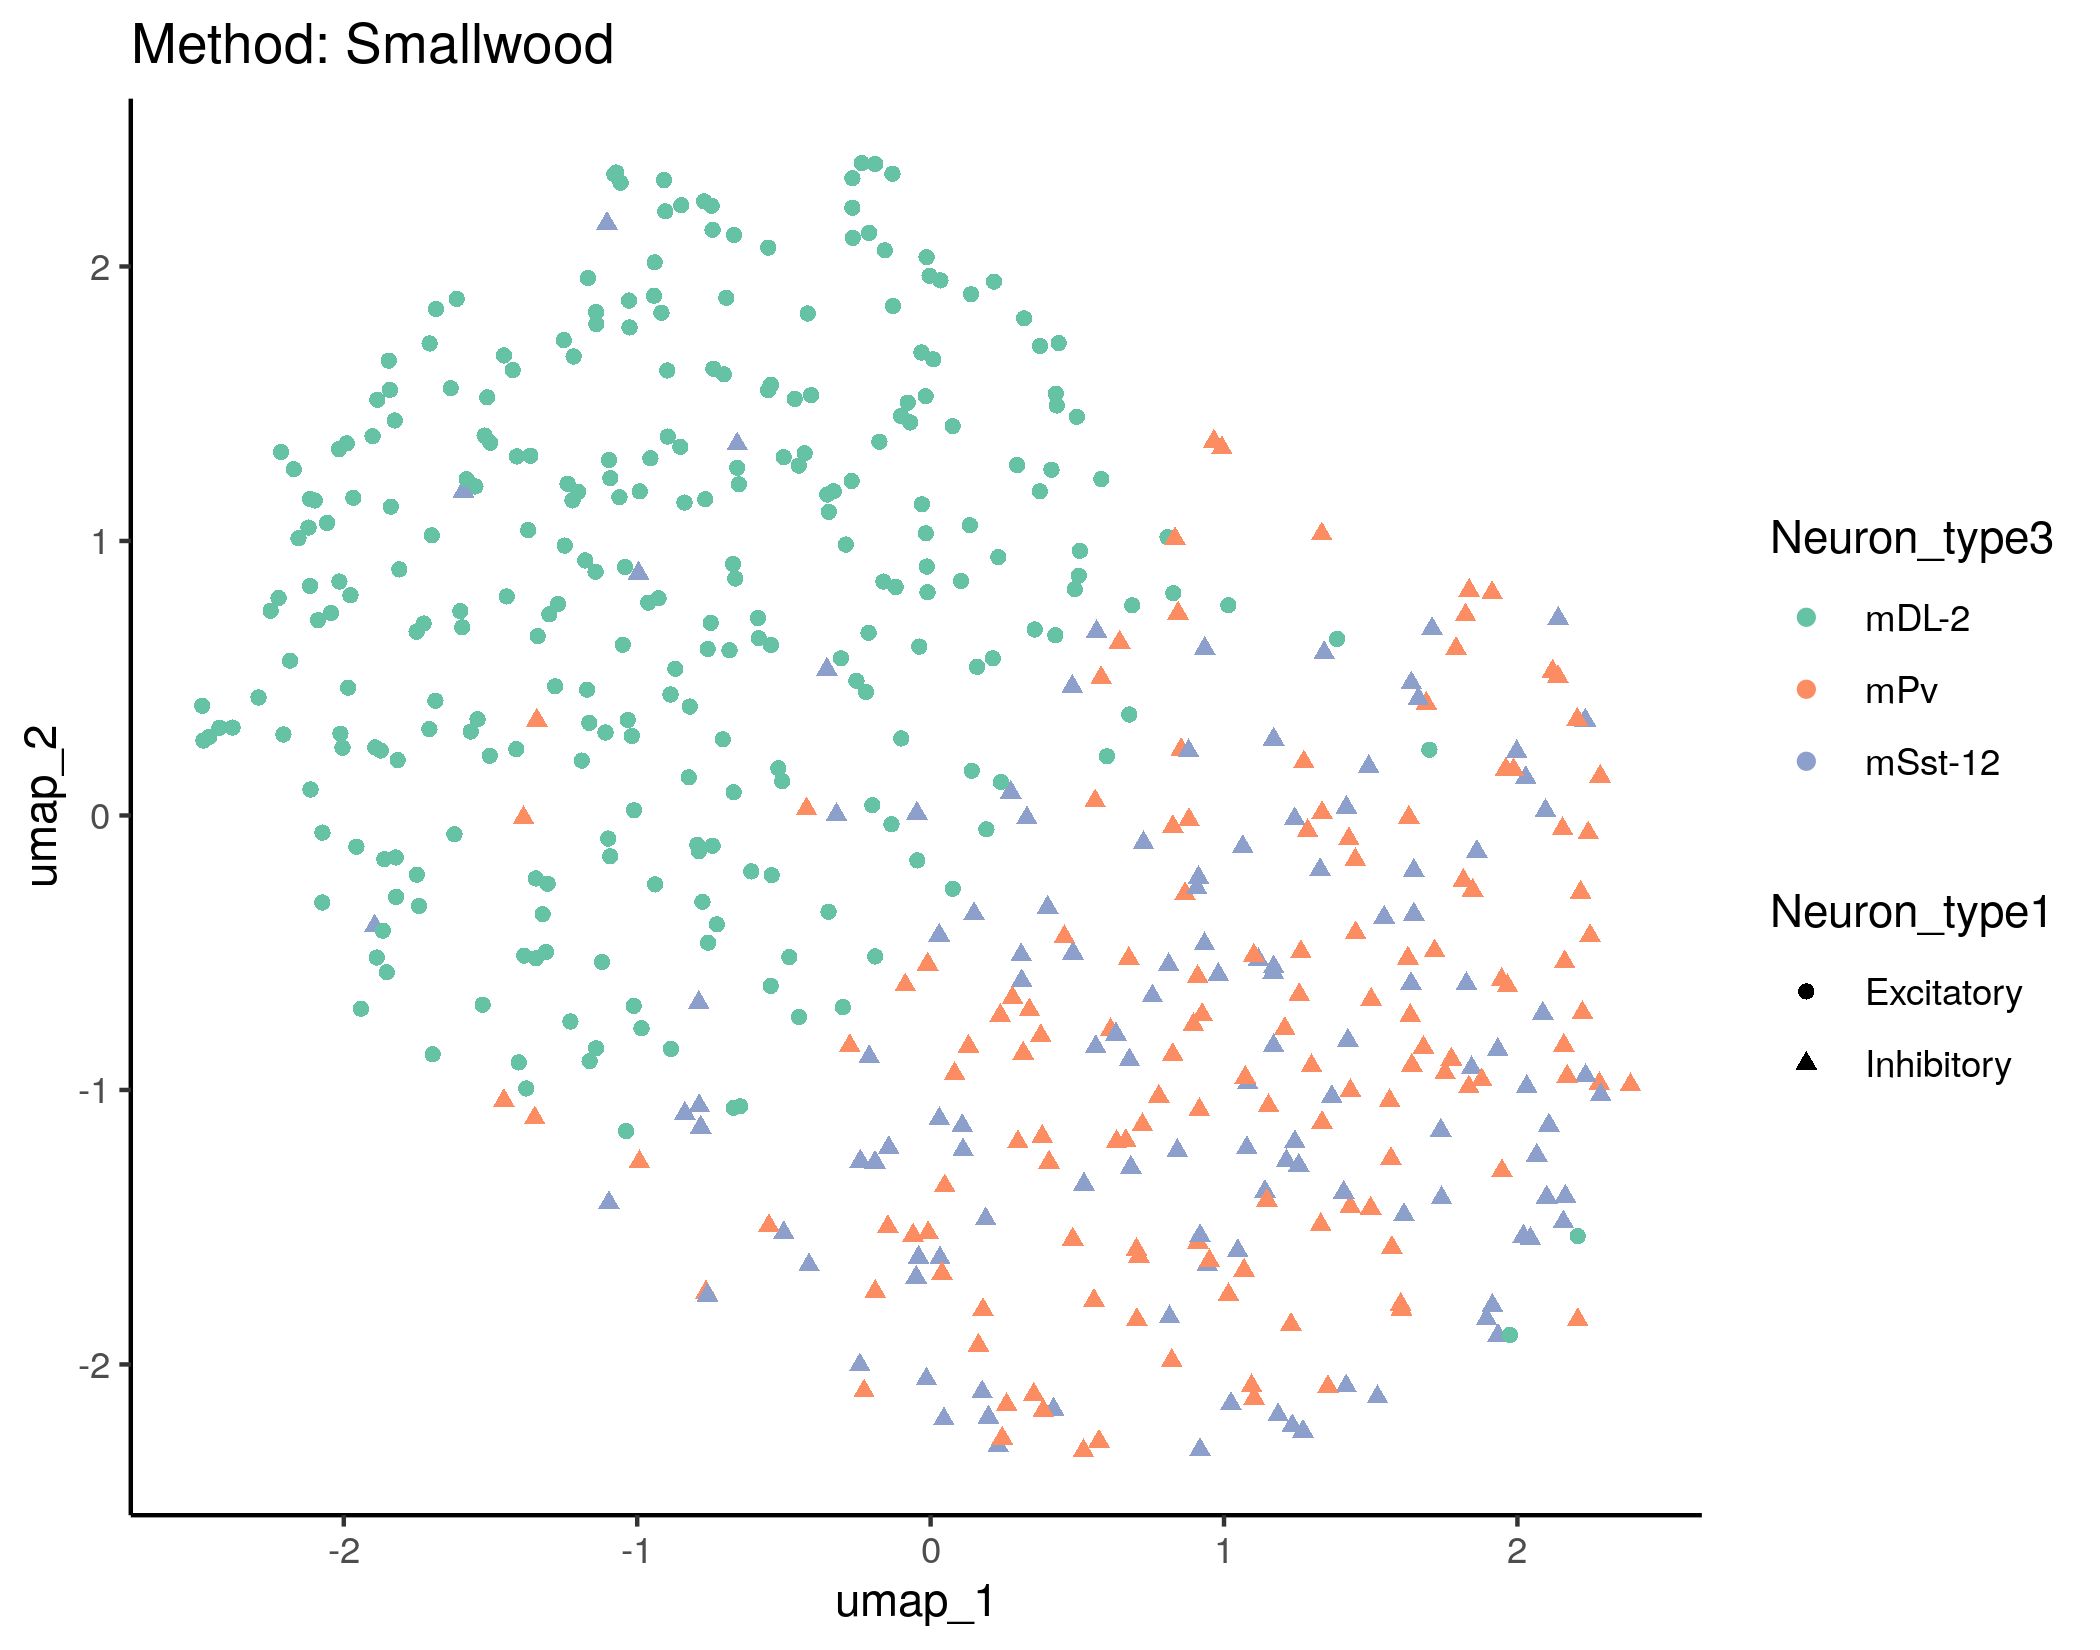 Method: Smallwood
umap_2
2
1
0
-1
-2
-2
-1
0
1
2
umap_1
Neuron_type3
mDL-2
mPv
mSst-12
Neuron_type1
Excitatory
Inhibitory